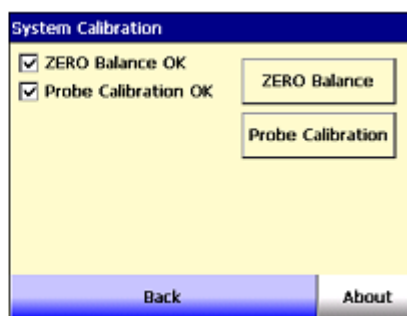 System Calibration
ZERO Balance OK
Probe Calibration OK
ZERO Balance
Probe Calibration
Back
About